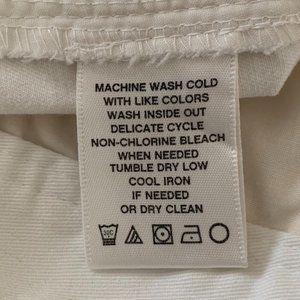 MACHINE WASH COLD
WITH LIKE COLORS
WASH INSIDE OUT
DELICATE CYCLE
NON-CHLORINE BLEACH
WHEN NEEDED
TUMBLE DRY LOW
COOL IRON
IF NEEDED
OR DRY CLEAN